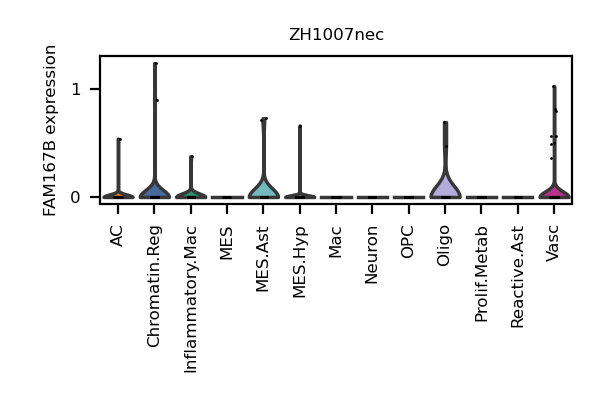 ZH1007nec
FAM167B expression
1
0
AC
Chromatin.Reg
Inflammatory.Mac
MES
MES.Ast
MES.Hyp
Mac
Neuron
OPC
Oligo
Prolif.Metab
Reactive.Ast
Vasc